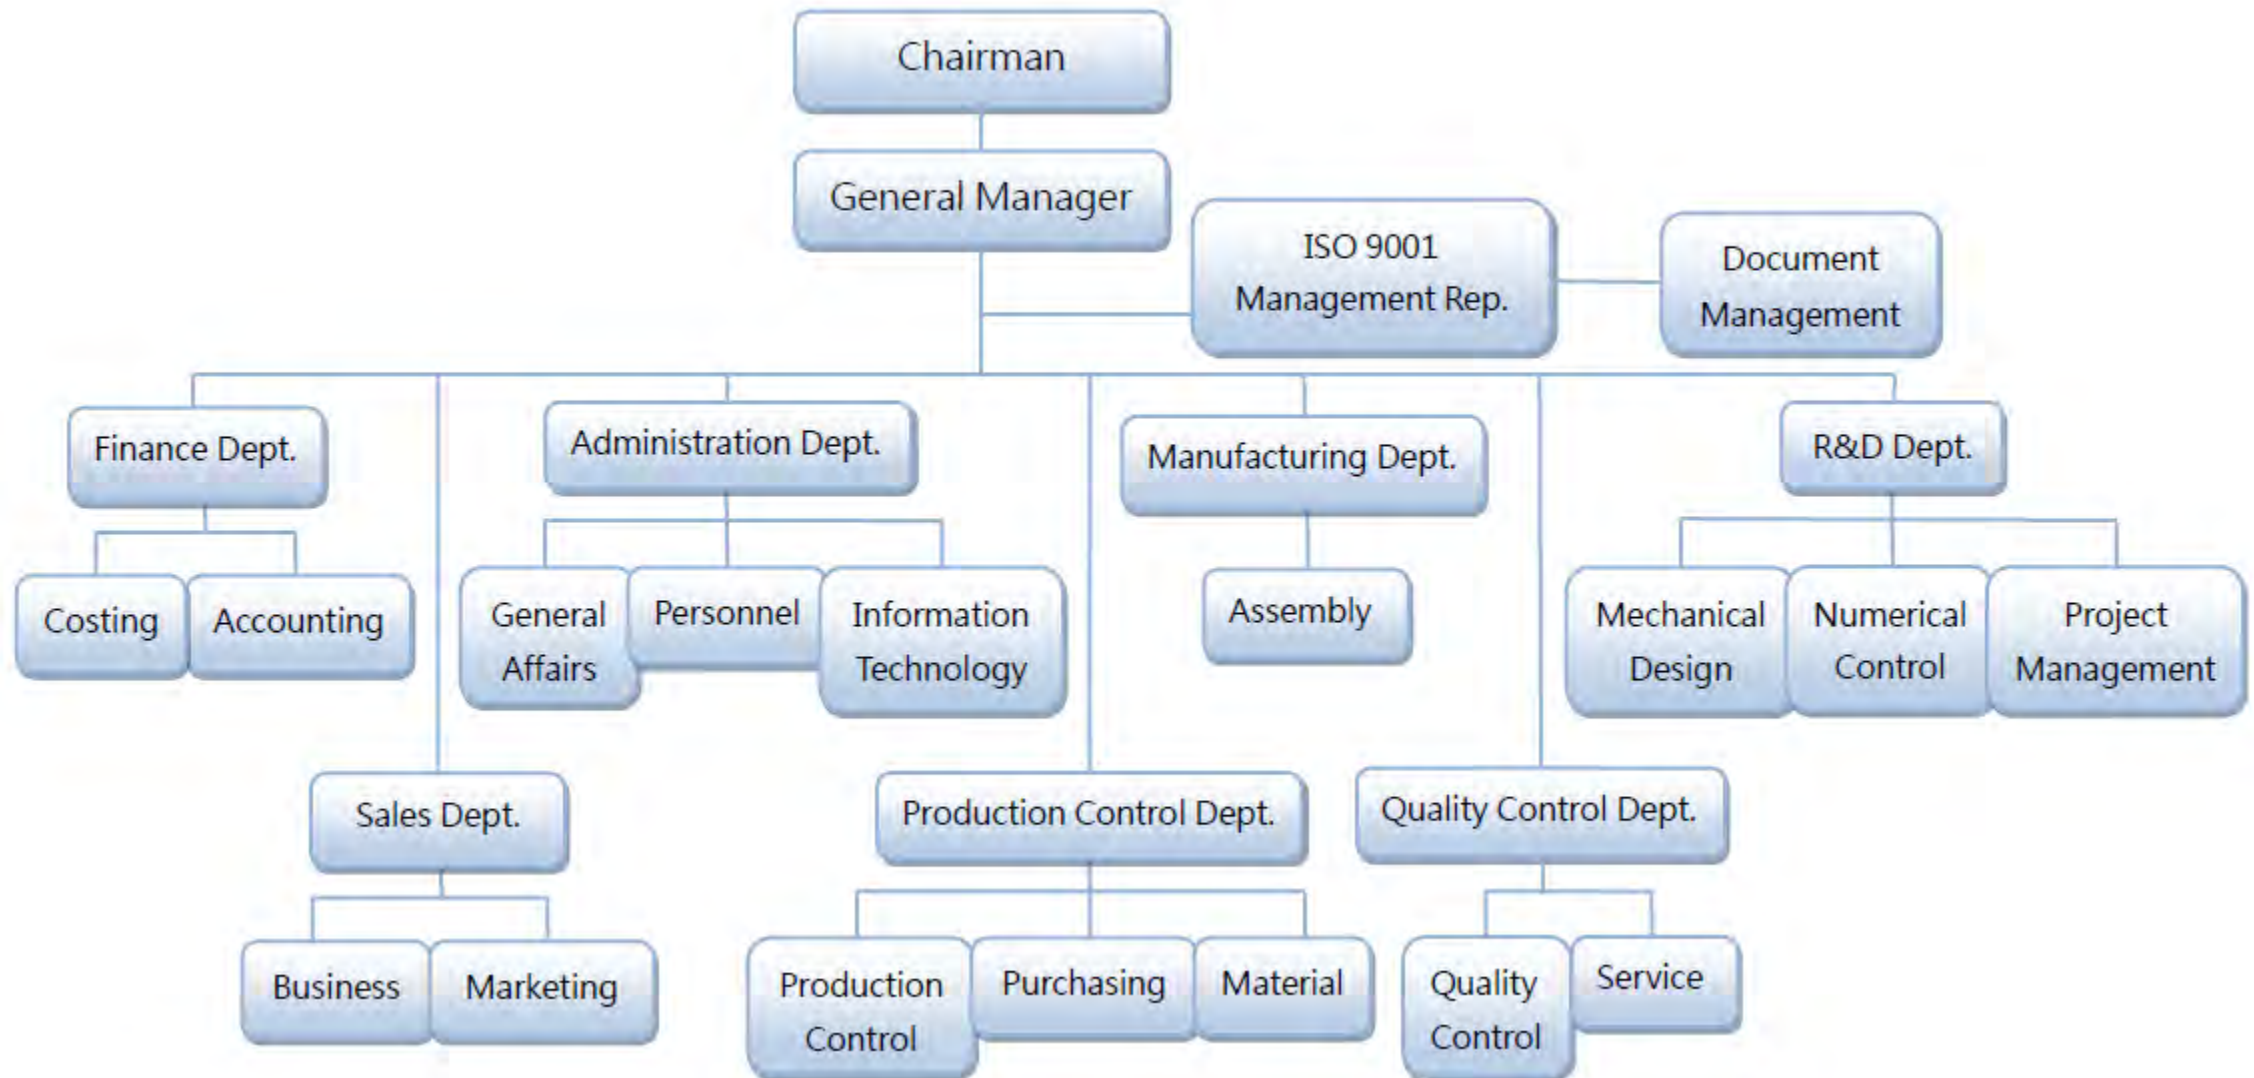 Chairman
General Manager
ISO 9001
Management Rep.
Document
Management
Finance Dept.
Administration Dept.
Manufacturing Dept.
R&D Dept.
Costing
Accounting
General
Affairs
Personnel
Information
Technology
Assembly
Mechanical
Design
Numerical
Control
Project
Management
Sales Dept.
Production Control Dept.
Quality Control Dept.
Business
Marketing
Production
Control
Purchasing
Material
Quality
Control
Service